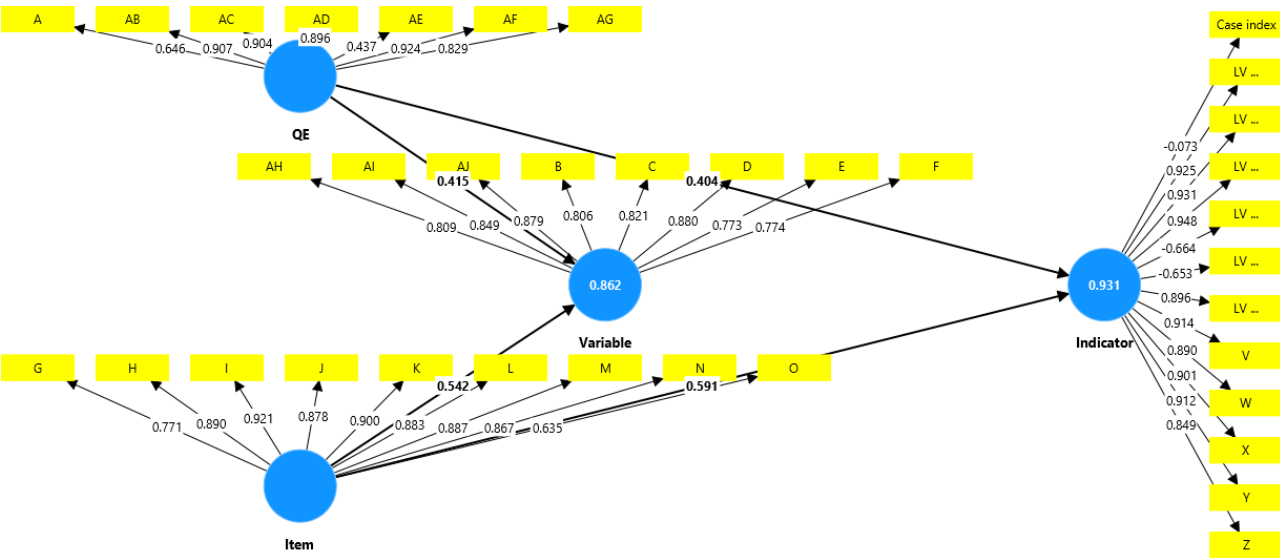 A AB AC AD AE AF AG
0.646 0.907 0.904 0.896 0.437 0.924 0.829
QE
AH AI AJ B C D E F
0.415 0.404
0.809 0.849 0.879 0.806 0.821 0.880 0.773 0.774
0.862
Variable
G H I J K L M N O
0.542 0.591
0.771 0.890 0.921 0.878 0.900 0.883 0.887 0.867 0.635
Item
0.931
Indicator
-0.073
0.925
0.931
0.948
-0.664
-0.653
0.896
0.914
0.890
0.901
0.912
0.849
Case index
LV ...
LV ...
LV ...
LV ...
LV ...
LV ...
V
W
X
Y
Z